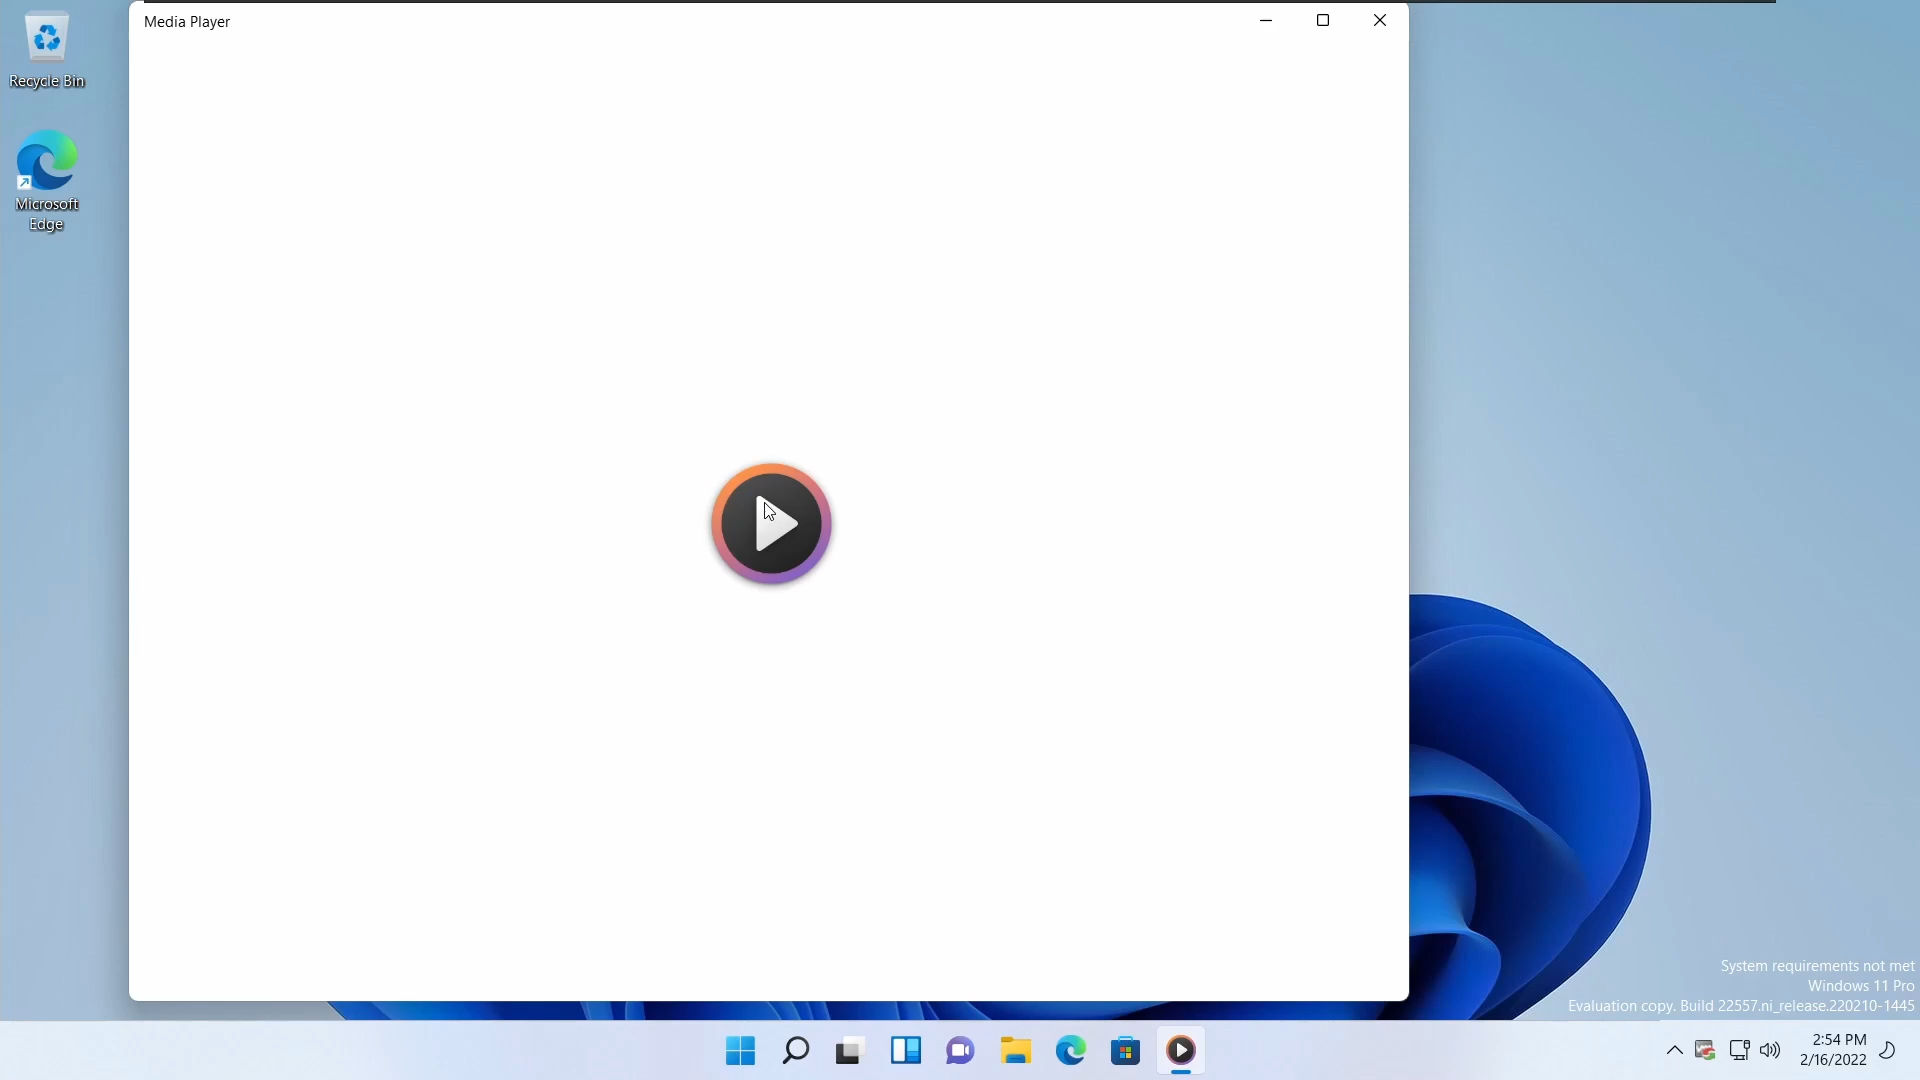 Media Player
Recycle Bin
Microsoft
Edge
System requirements not met
Windows 11 Pro
Evaluation copy. Build 22557.ni_release.220210-1445
2:54 PM
2/16/2022